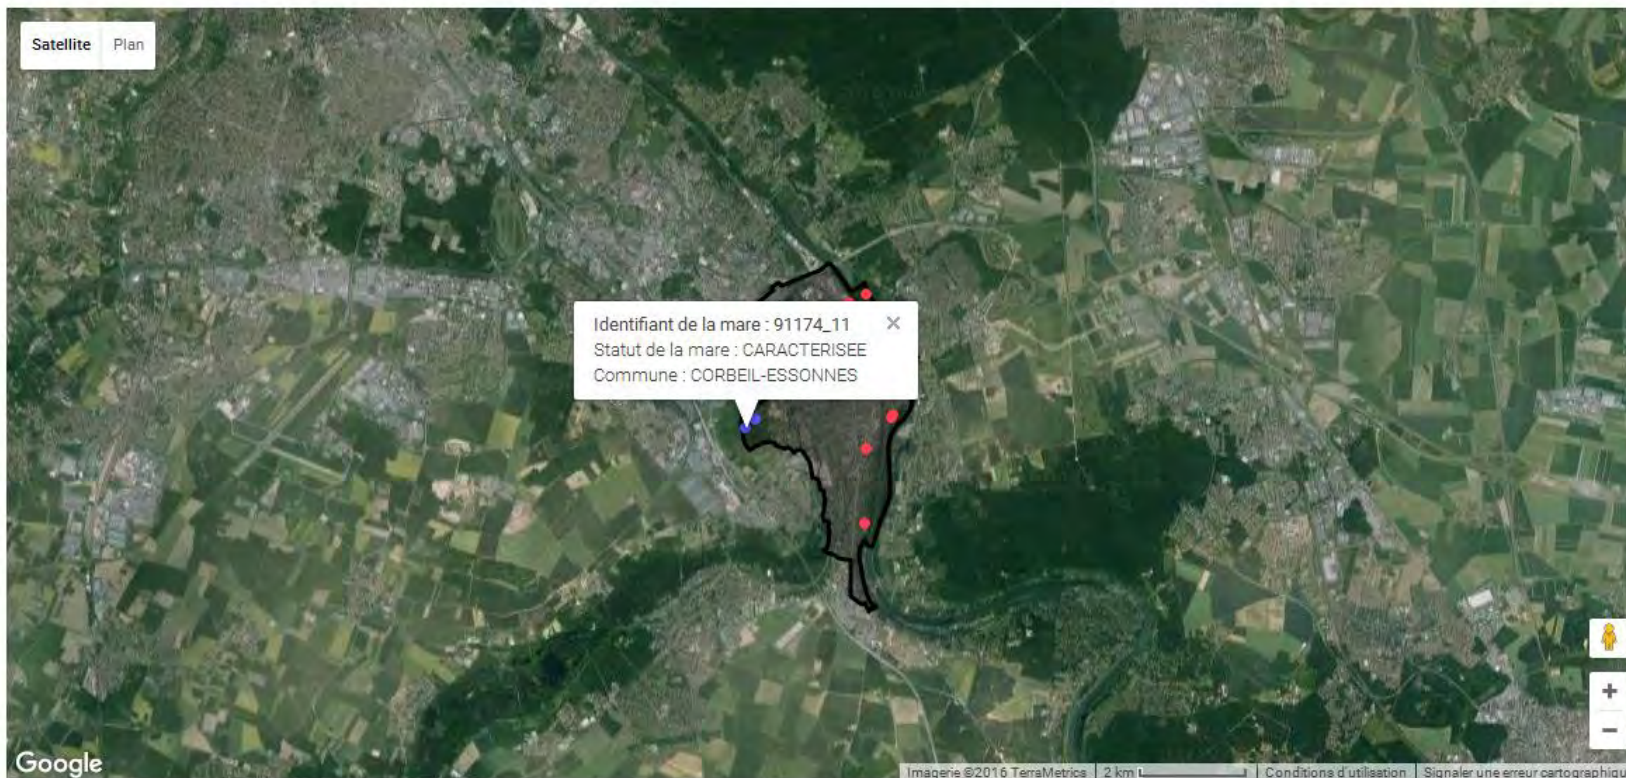 Satellite Plan
Identifiant de la mare : 91174_11
Statut de la mare : CARACTERISEE
Commune : CORBEIL-ESSONNES
Google
Imagerie ©2016 TerraMetrics 2 km Conditions d'utilisation Signaler une erreur cartographique